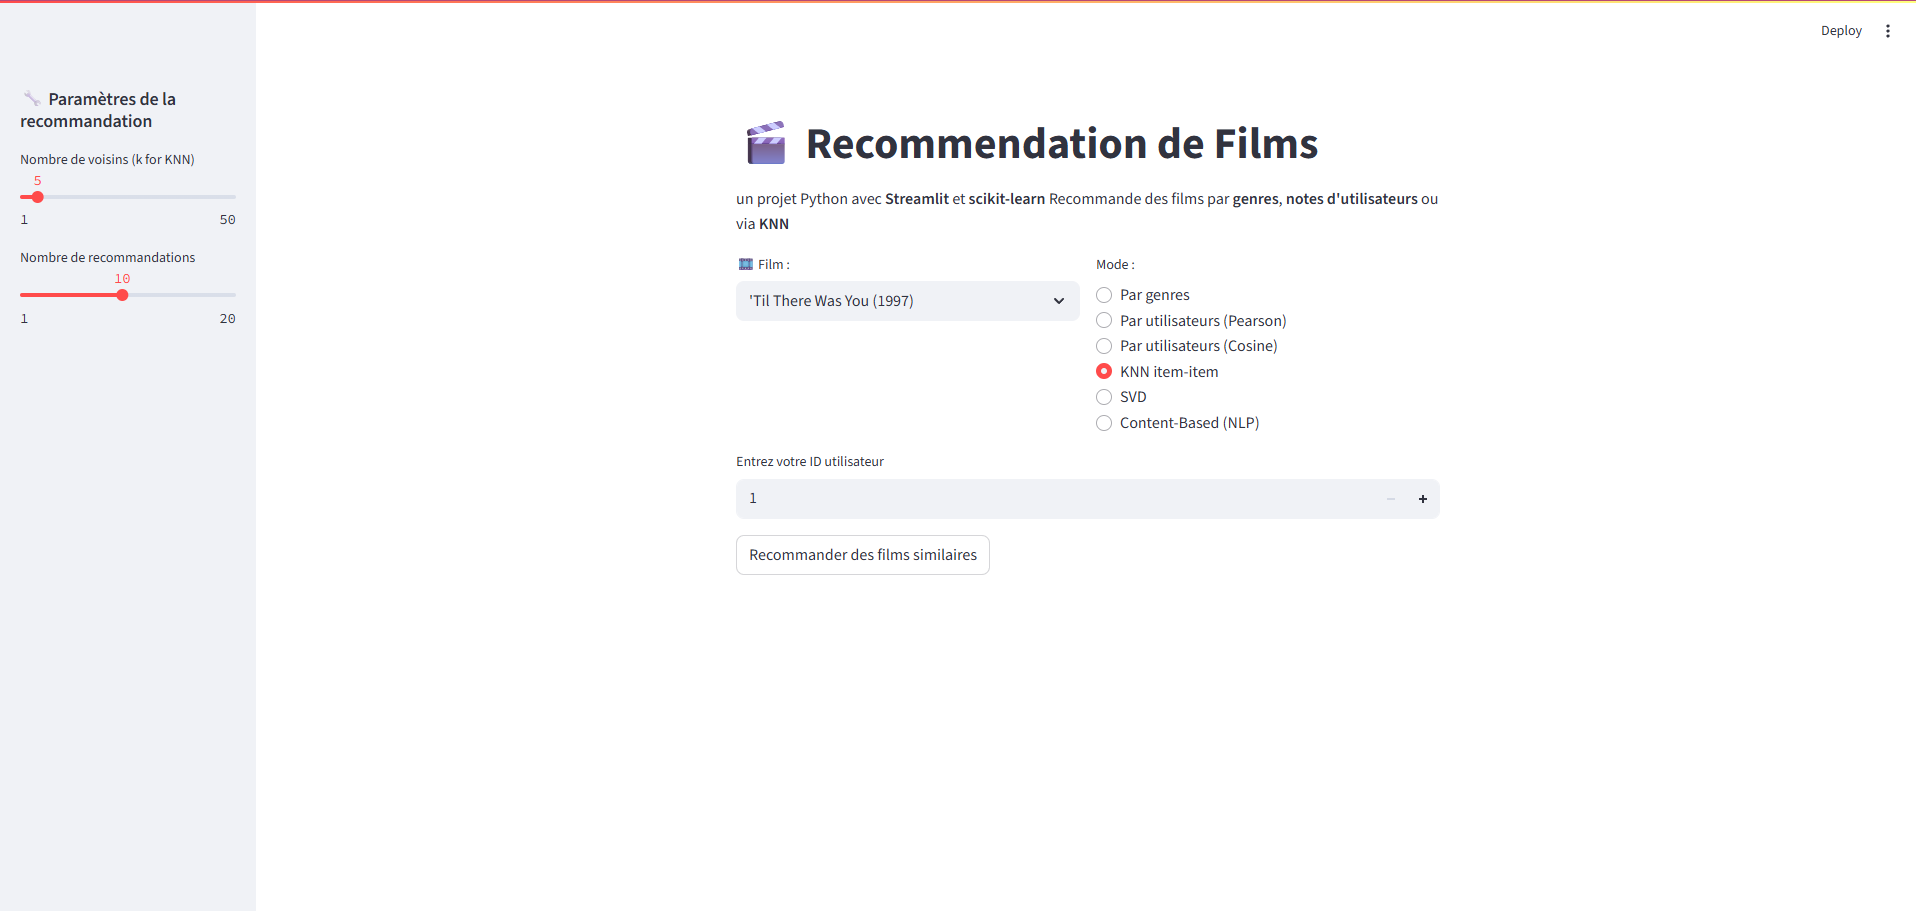 Deploy
Paramètres de la
recommandation
Nombre de voisins (k for KNN)
5
1 50
Nombre de recommandations
10
1 20
Recommendation de Films
un projet Python avec Streamlit et scikit-learn Recommande des films par genres, notes d'utilisateurs ou
via KNN
Film :
'Til There Was You (1997)
Mode :
Par genres
Par utilisateurs (Pearson)
Par utilisateurs (Cosine)
KNN item-item
SVD
Content-Based (NLP)
Entrez votre ID utilisateur
1
Recommander des films similaires